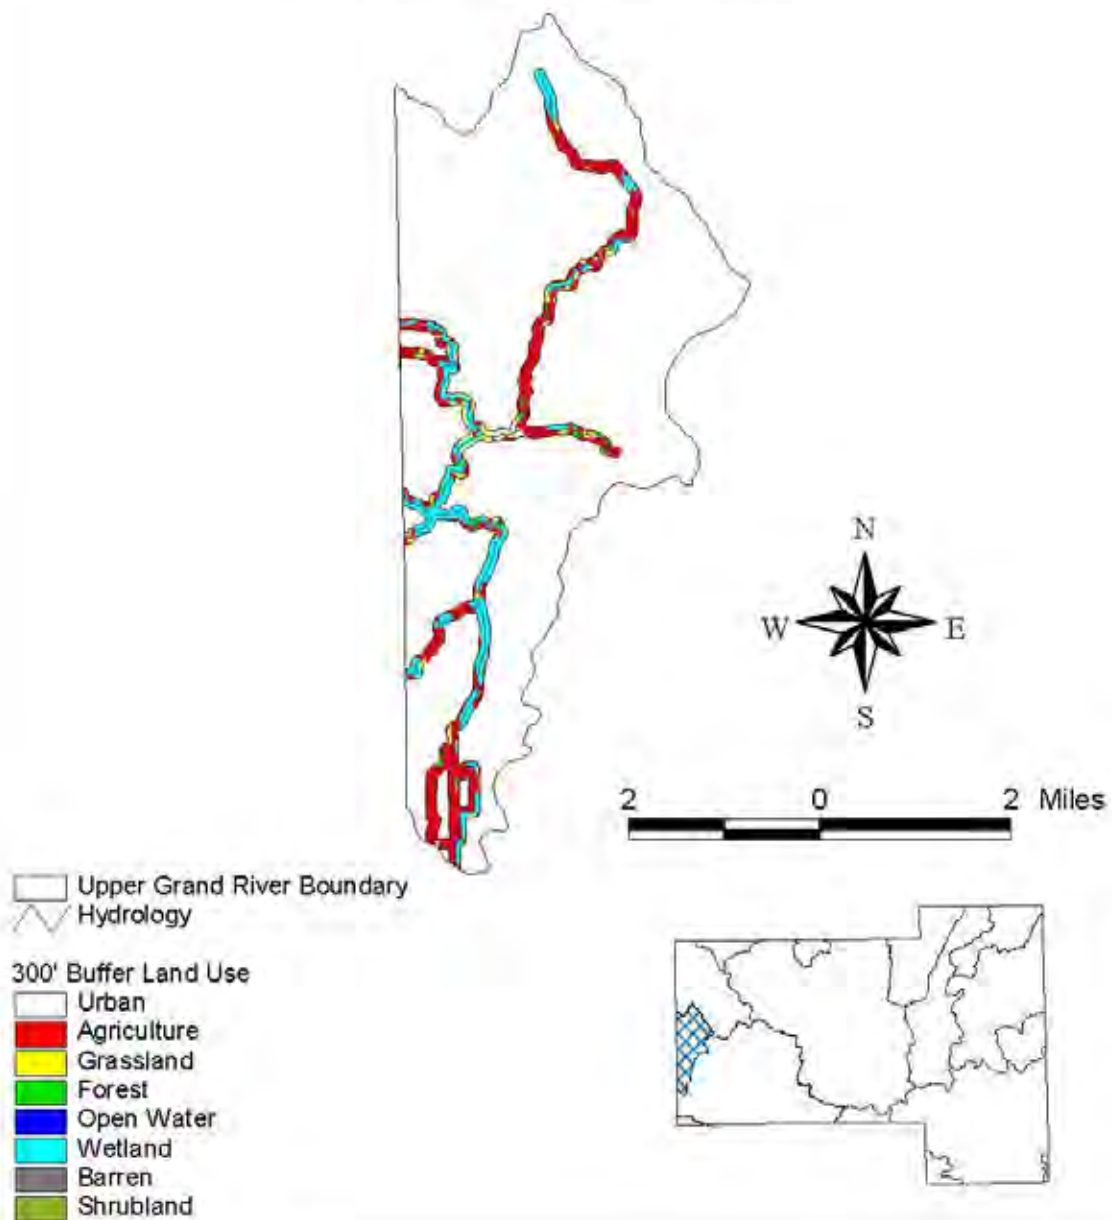 N
W E
S
2 0 2 Miles
Upper Grand River Boundary
Hydrology
300' Buffer Land Use
Urban
Agriculture
Grassland
Forest
Open Water
Wetland
Barren
Shrubland